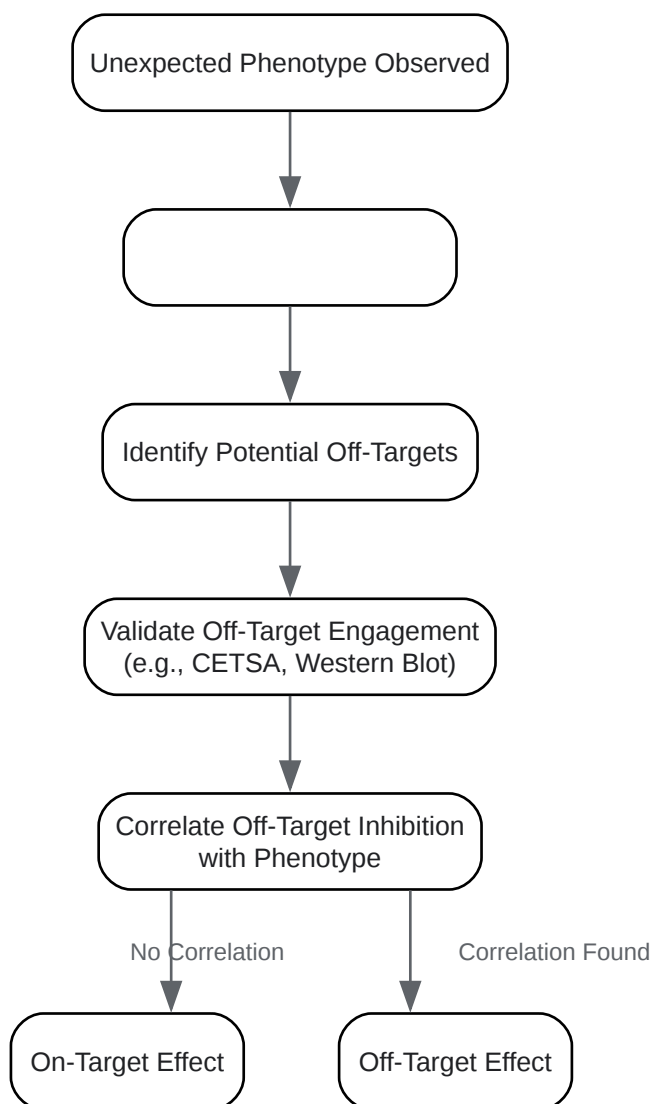 Unexpected Phenotype Observed
Identify Potential Off-Targets
Validate Off-Target Engagement
(e.g., CETSA, Western Blot)
Correlate Off-Target Inhibition
with Phenotype
No Correlation
Correlation Found
On-Target Effect
Off-Target Effect